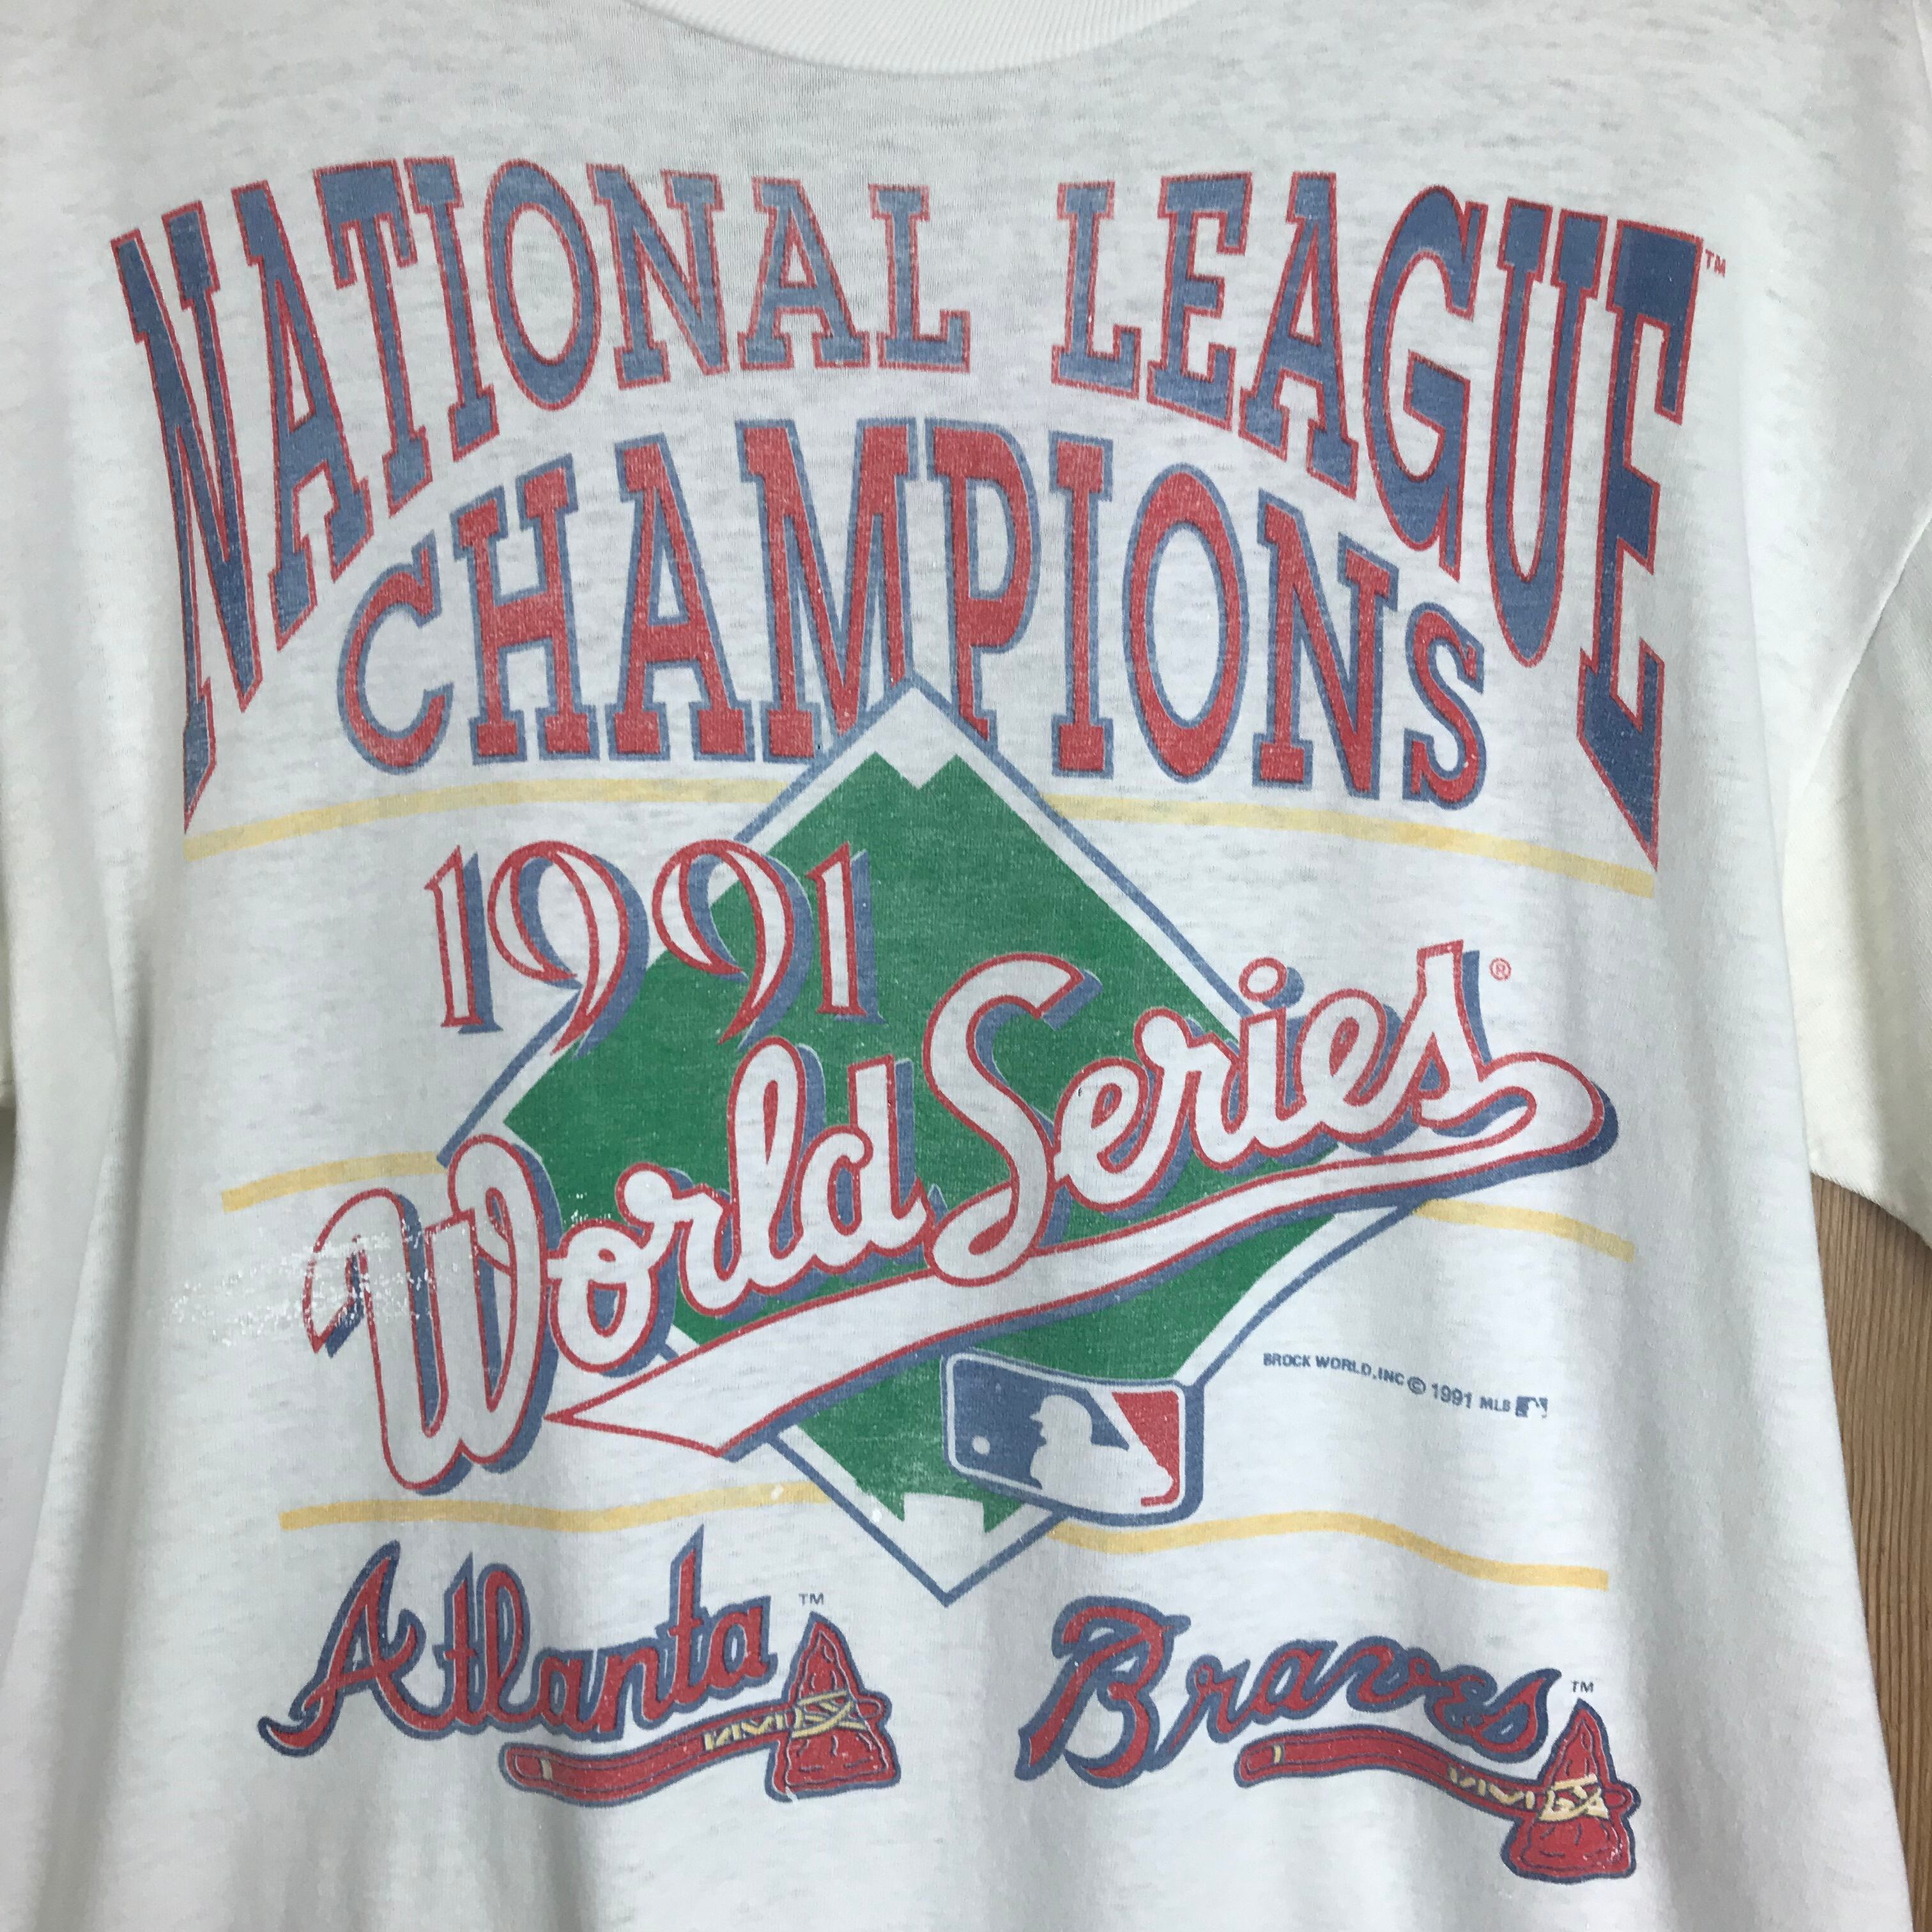 NATIONAL LEAGUE™
CHAMPIONS
1991
World Series®
BROCK WORLD, INC © 1991 MLB
Atlanta™ Braves™